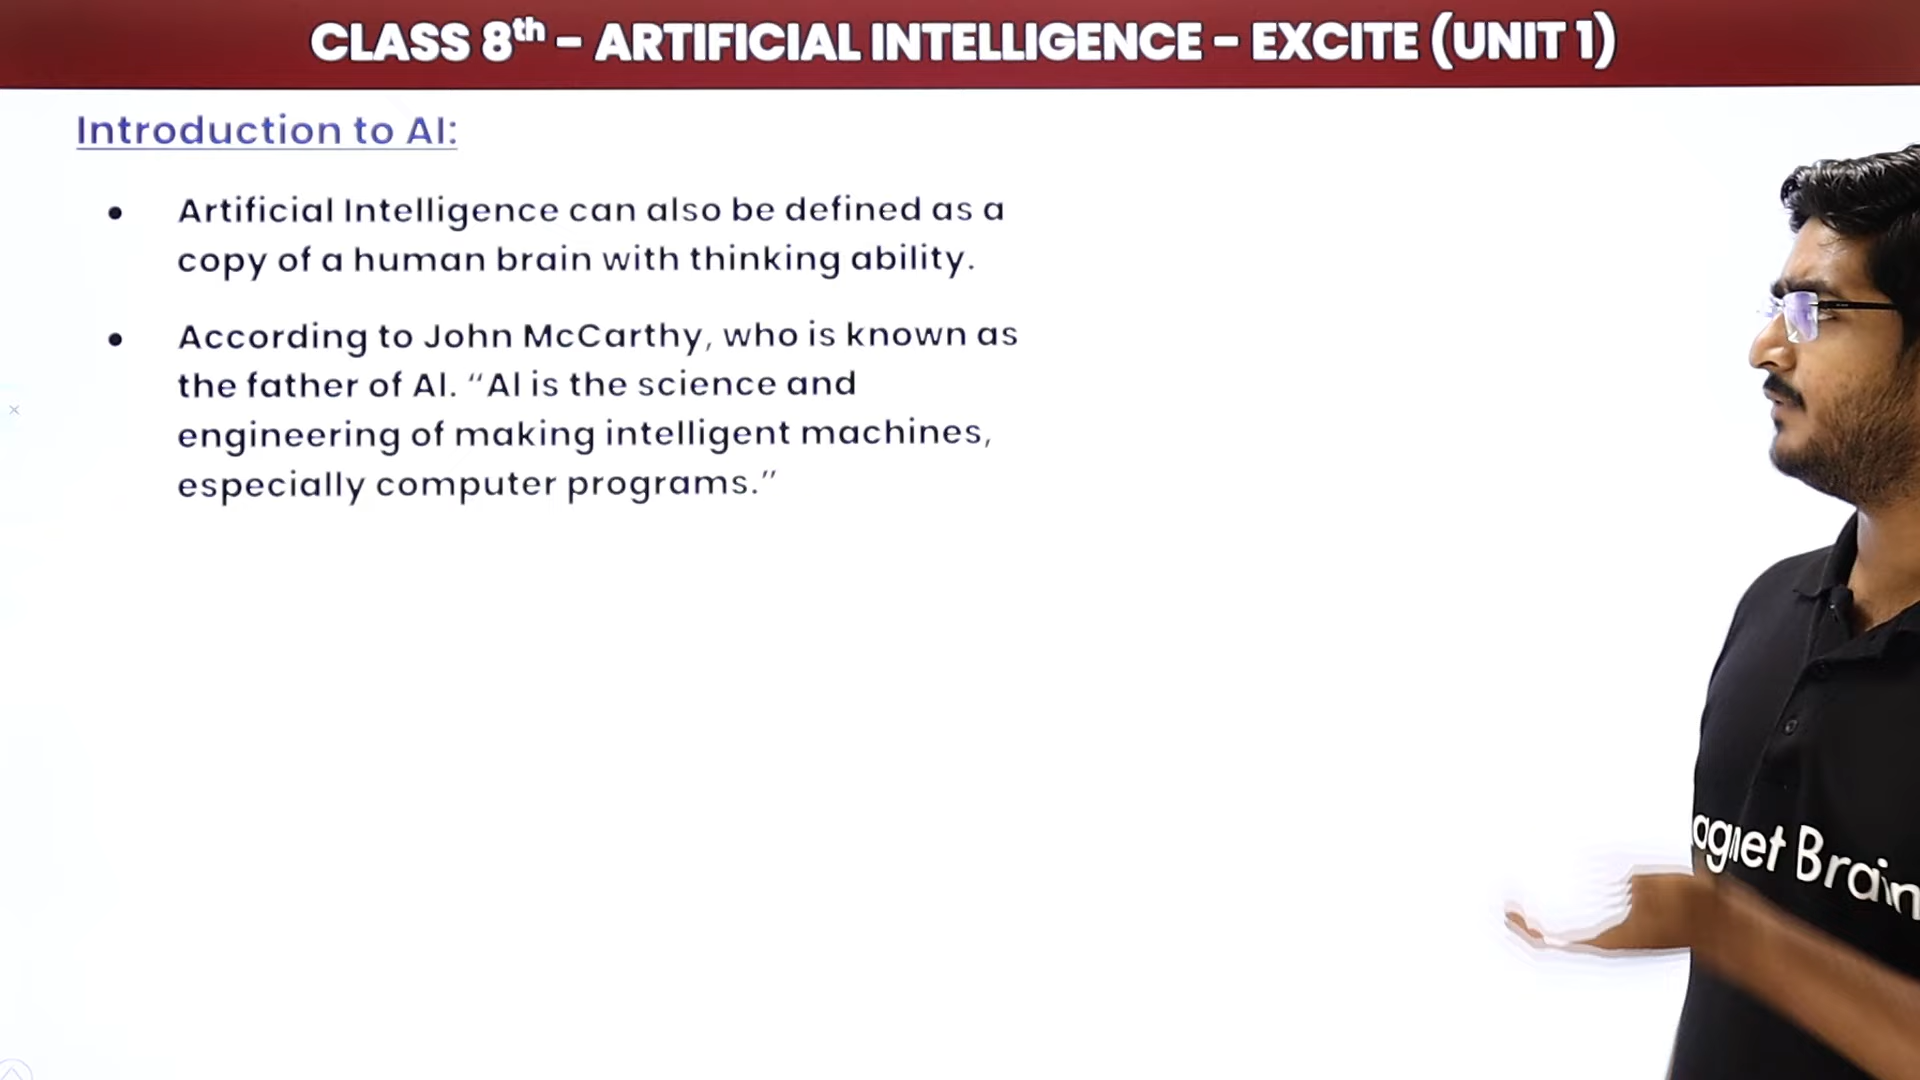 CLASS 8th – ARTIFICIAL INTELLIGENCE – EXCITE (UNIT 1)
Introduction to AI:
• Artificial Intelligence can also be defined as a
copy of a human brain with thinking ability.
• According to John McCarthy, who is known as
the father of AI. “AI is the science and
engineering of making intelligent machines,
especially computer programs.”
agnet Brain